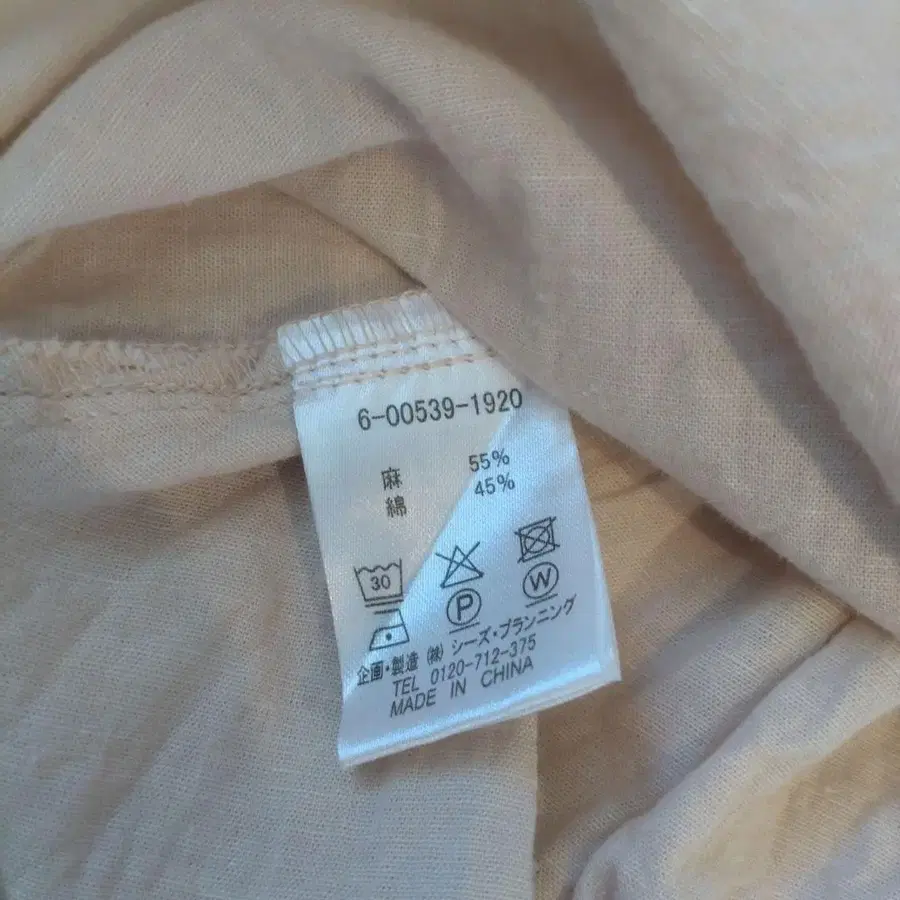 6-00539-1920
麻 55%
綿 45%
30
P W
企画・製造 ㈱ シーズ・プランニング
TEL 0120-712-375
MADE IN CHINA